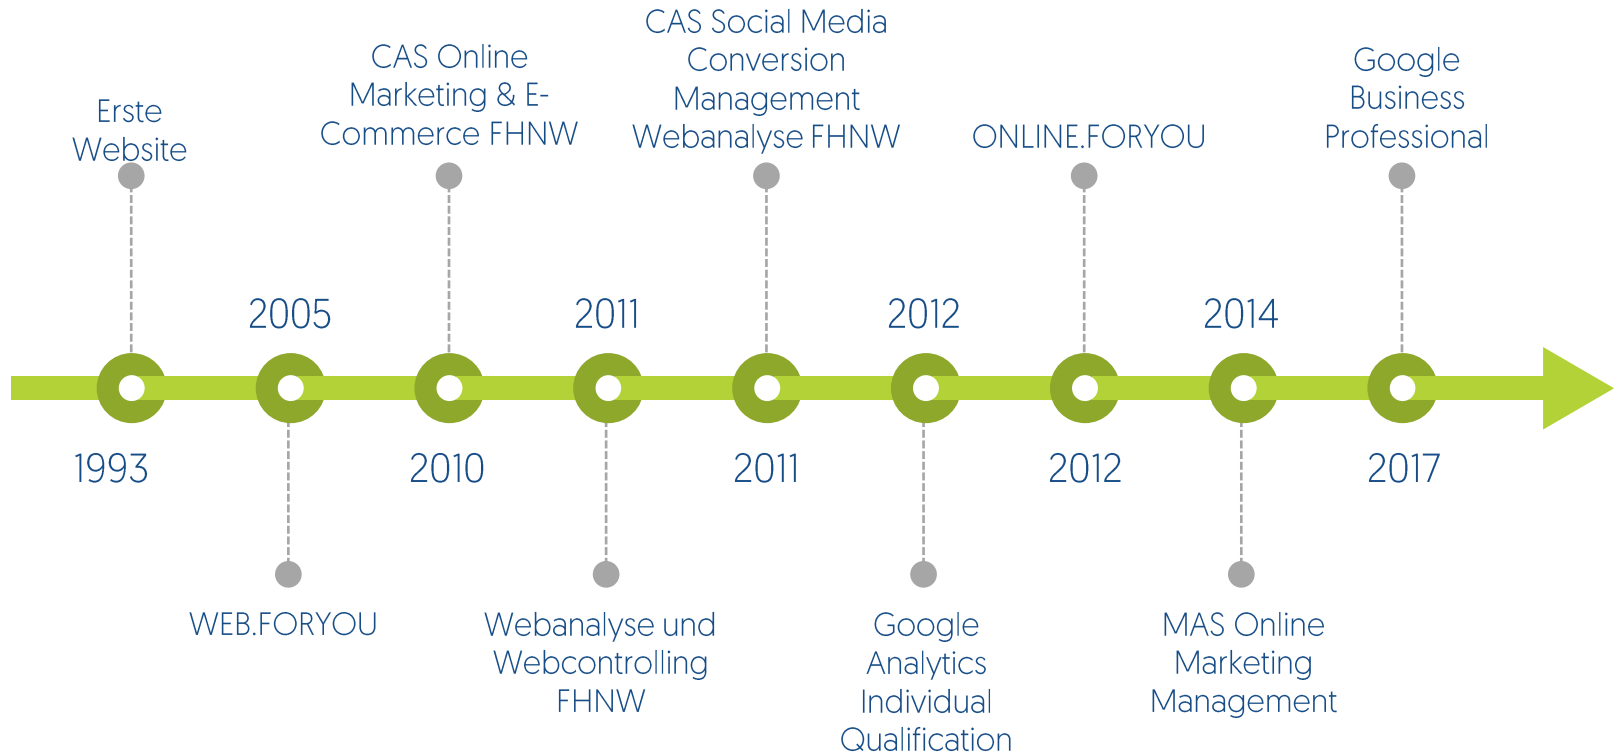 Erste
Website
CAS Online
Marketing & E-
Commerce FHNW
CAS Social Media
Conversion
Management
Webanalyse FHNW
ONLINE.FORYOU
Google
Business
Professional
2005
2011
2012
2014
1993
2010
2011
2012
2017
WEB.FORYOU
Webanalyse und
Webcontrolling
FHNW
Google
Analytics
Individual
Qualification
MAS Online
Marketing
Management